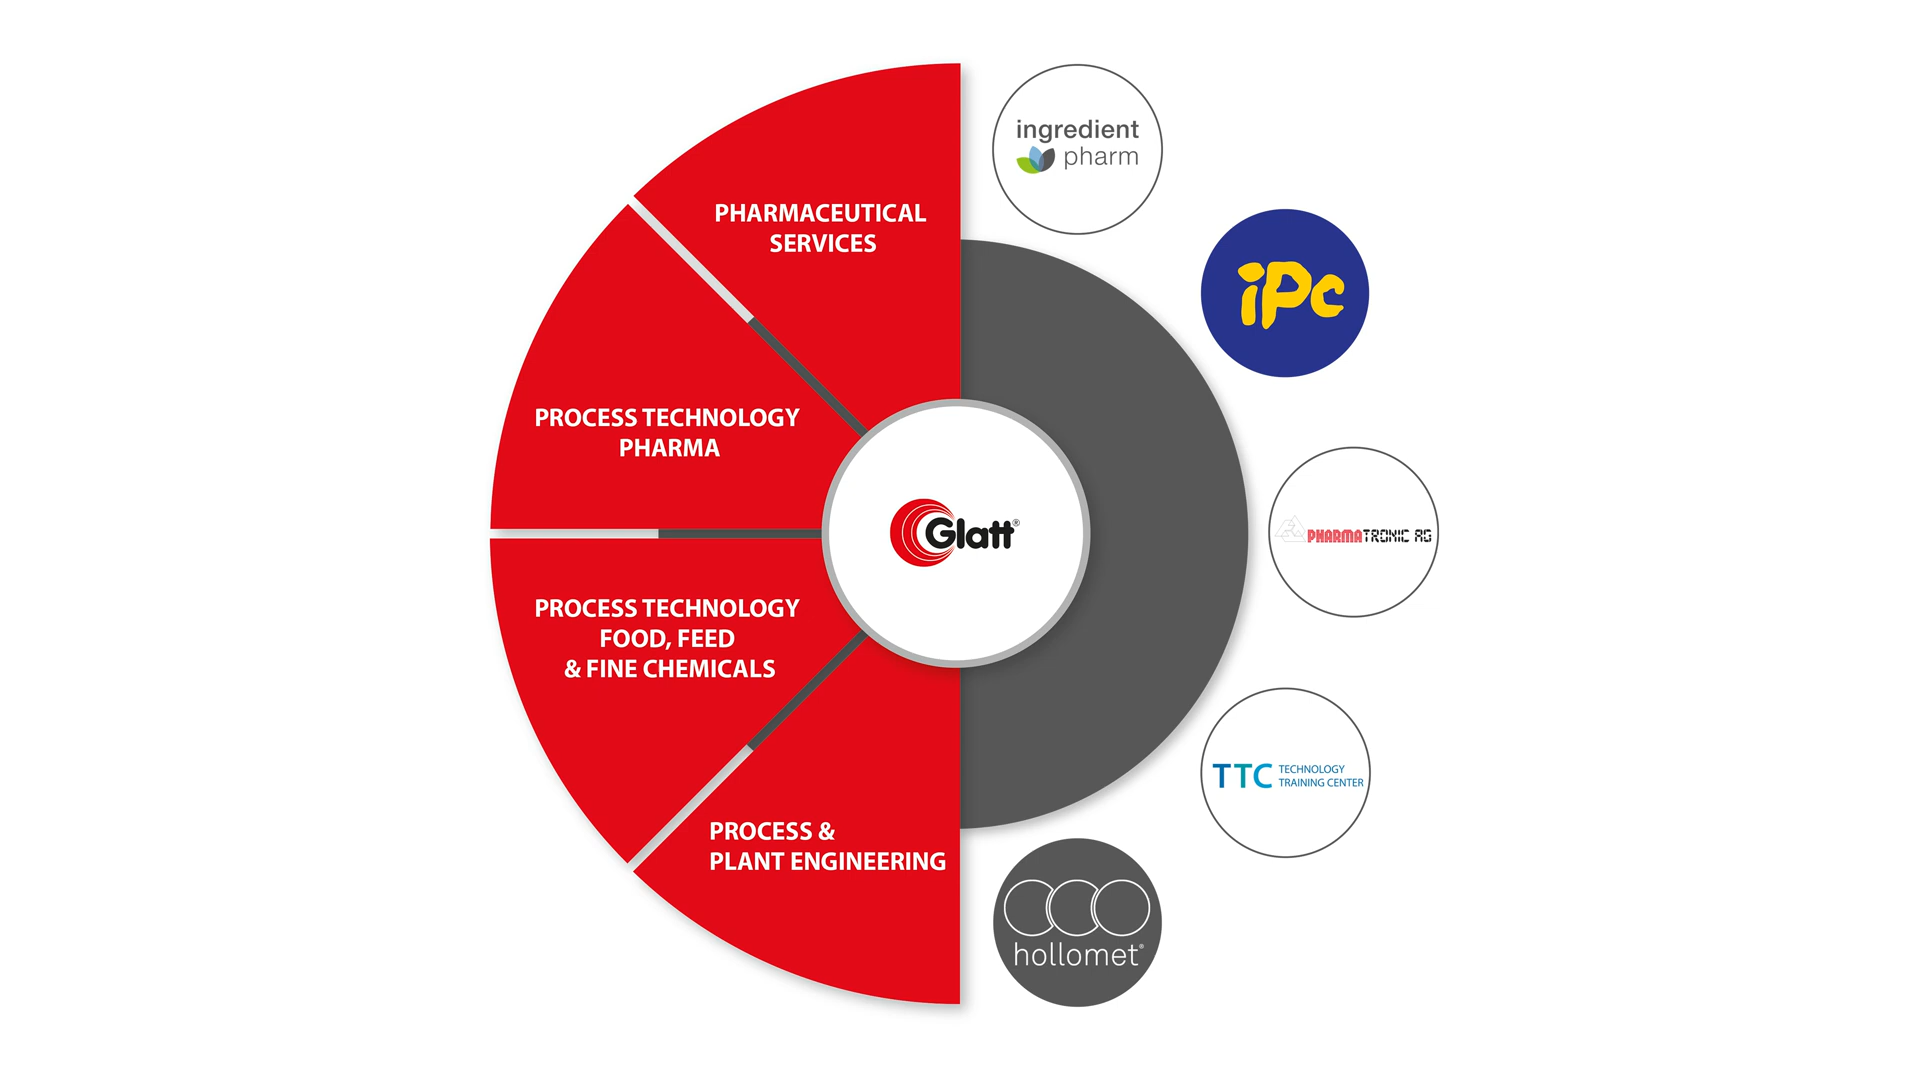 PHARMACEUTICAL
SERVICES
PROCESS TECHNOLOGY
PHARMA
PROCESS TECHNOLOGY
FOOD, FEED
& FINE CHEMICALS
PROCESS &
PLANT ENGINEERING
Glatt®
ingredient
pharm
iPc
PHARMATRONIC AG
TTC TECHNOLOGY
TRAINING CENTER
hollomet®